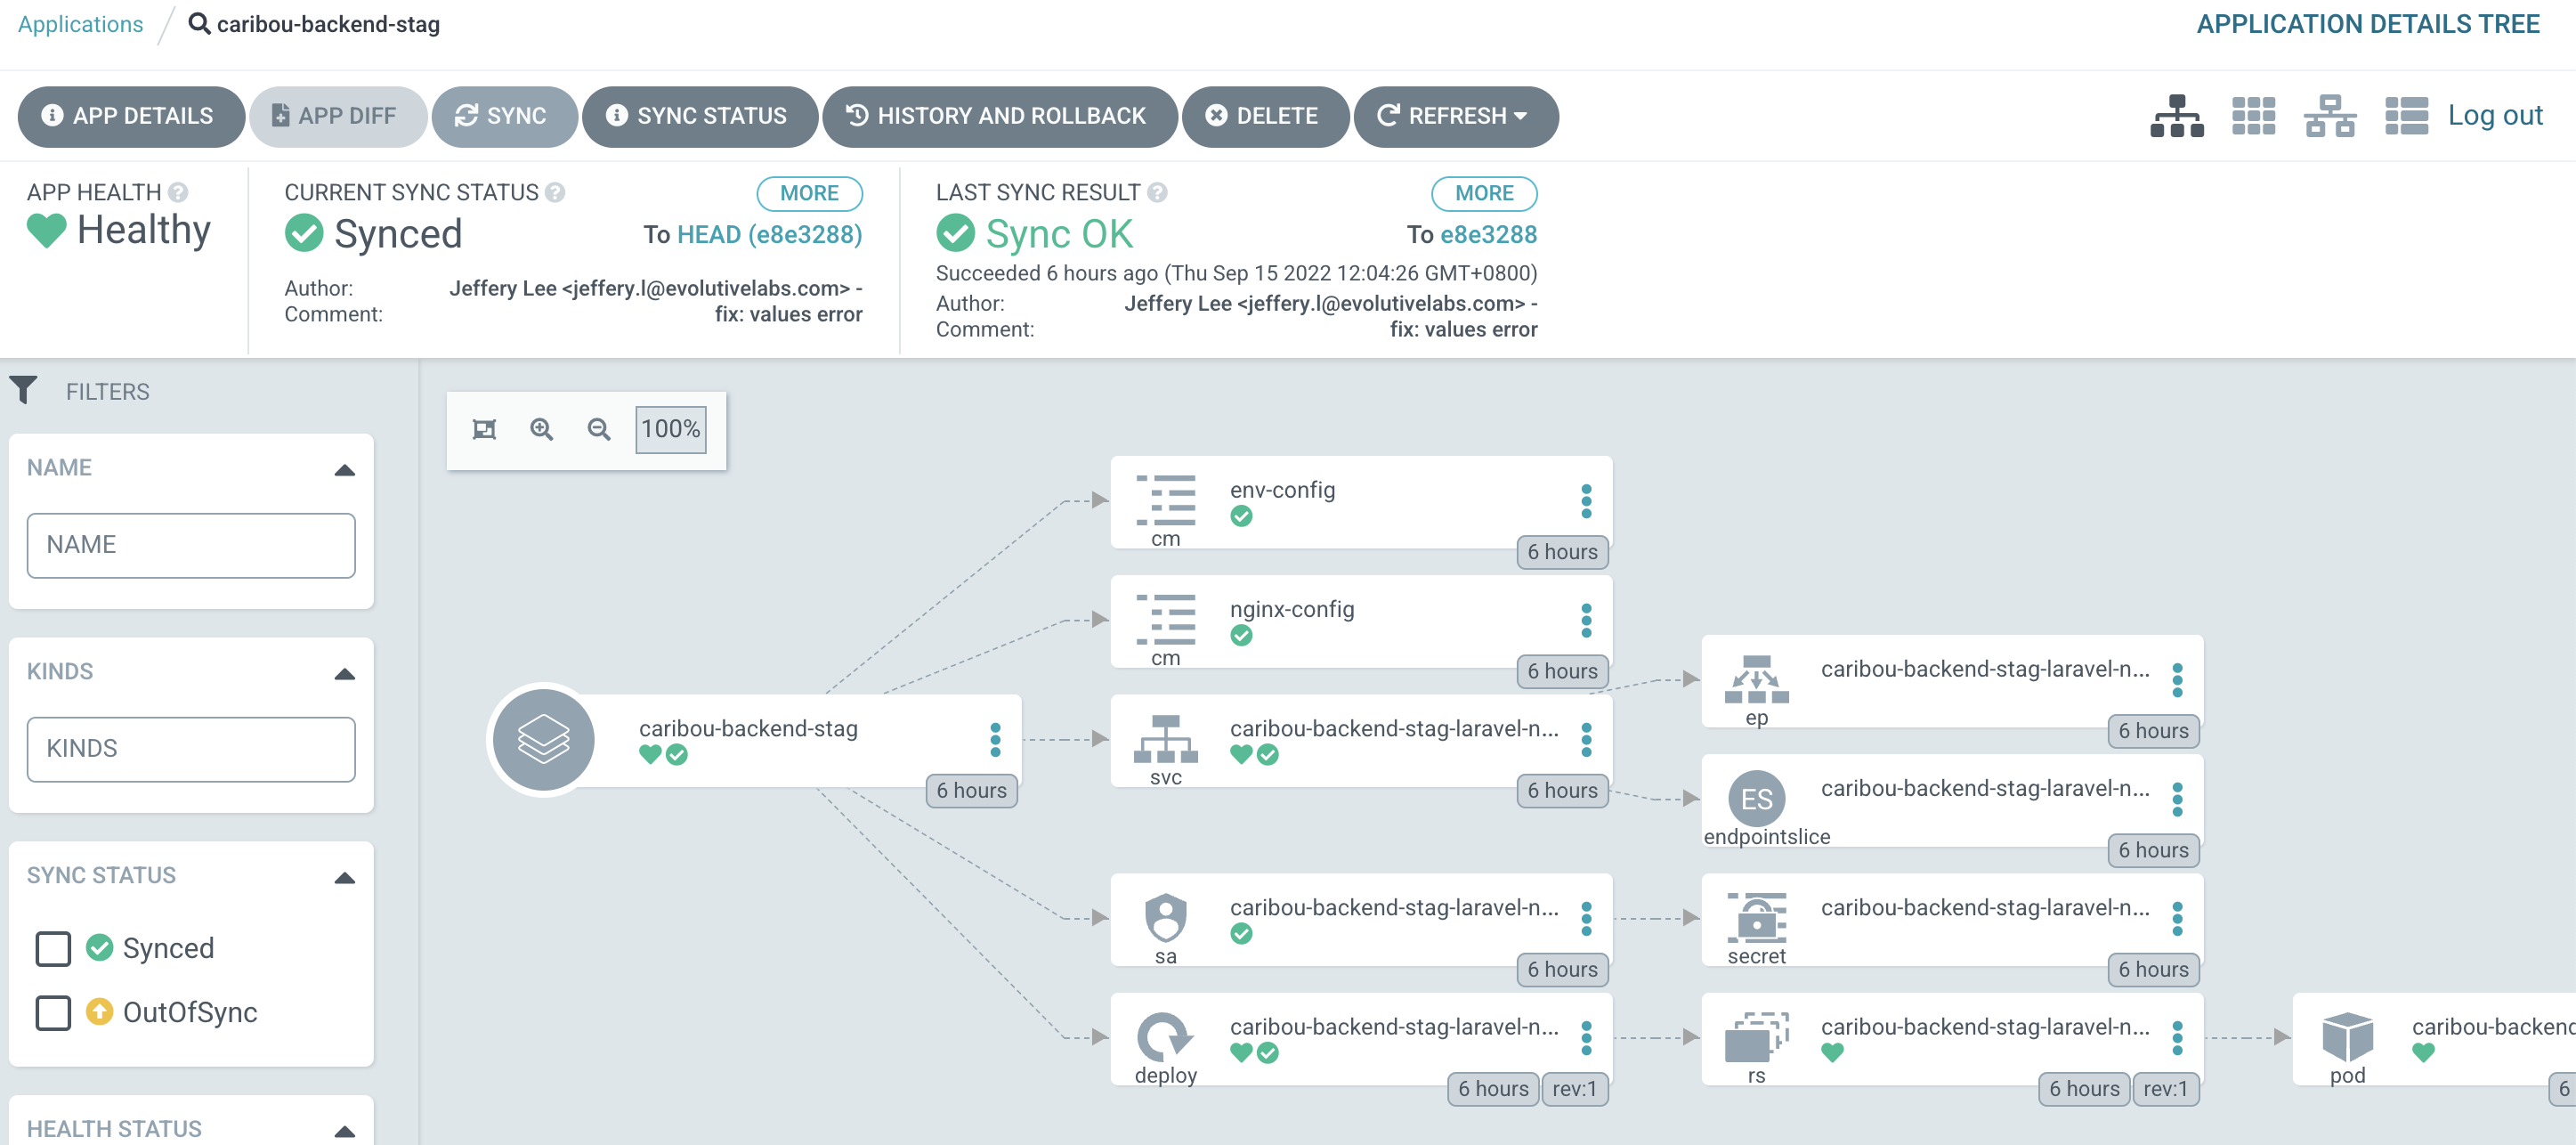 Applications / caribou-backend-stag
APPLICATION DETAILS TREE
APP DETAILS
APP DIFF
SYNC
SYNC STATUS
HISTORY AND ROLLBACK
DELETE
REFRESH
Log out
APP HEALTH
Healthy
CURRENT SYNC STATUS
MORE
Synced
To HEAD (e8e3288)
Author:
Jeffery Lee <jeffery.l@evolutivelabs.com> -
Comment:
fix: values error
LAST SYNC RESULT
MORE
Sync OK
To e8e3288
Succeeded 6 hours ago (Thu Sep 15 2022 12:04:26 GMT+0800)
Author:
Jeffery Lee <jeffery.l@evolutivelabs.com> -
Comment:
fix: values error
FILTERS
NAME
NAME
KINDS
KINDS
SYNC STATUS
Synced
OutOfSync
HEALTH STATUS
100%
caribou-backend-stag
6 hours
env-config
cm
6 hours
nginx-config
cm
6 hours
caribou-backend-stag-laravel-n...
svc
6 hours
caribou-backend-stag-laravel-n...
ep
6 hours
caribou-backend-stag-laravel-n...
ES
endpointslice
6 hours
caribou-backend-stag-laravel-n...
sa
6 hours
caribou-backend-stag-laravel-n...
secret
6 hours
caribou-backend-stag-laravel-n...
deploy
6 hours
rev:1
caribou-backend-stag-laravel-n...
rs
6 hours
rev:1
caribou-backend
pod
6